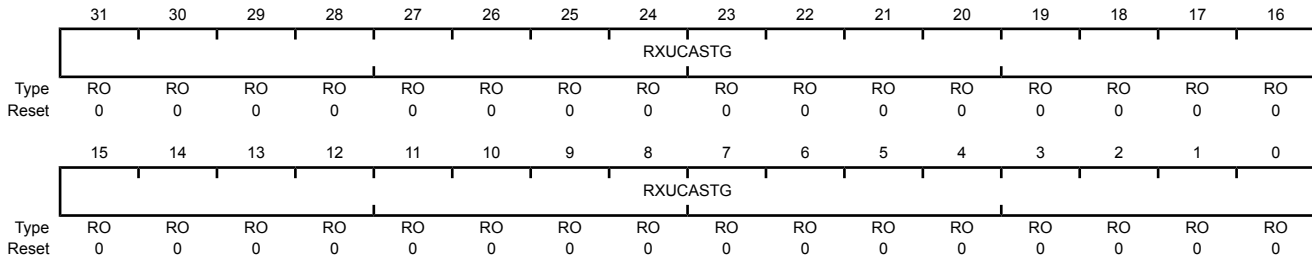 31 30 29 28 27 26 25 24 23 22 21 20 19 18 17 16
RXUCASTG
Type RO RO RO RO RO RO RO RO RO RO RO RO RO RO RO RO
Reset 0 0 0 0 0 0 0 0 0 0 0 0 0 0 0 0
15 14 13 12 11 10 9 8 7 6 5 4 3 2 1 0
RXUCASTG
Type RO RO RO RO RO RO RO RO RO RO RO RO RO RO RO RO
Reset 0 0 0 0 0 0 0 0 0 0 0 0 0 0 0 0